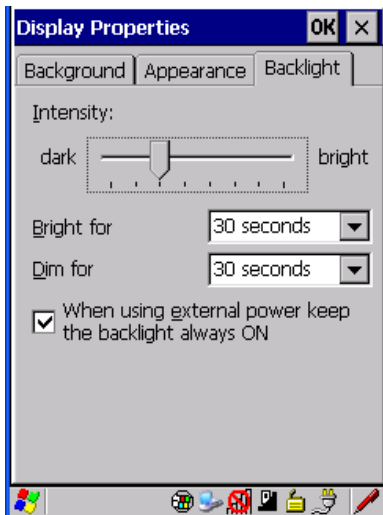 Display Properties OK ×
Background Appearance Backlight
Intensity:
dark bright
Bright for 30 seconds
Dim for 30 seconds
When using external power keep
the backlight always ON